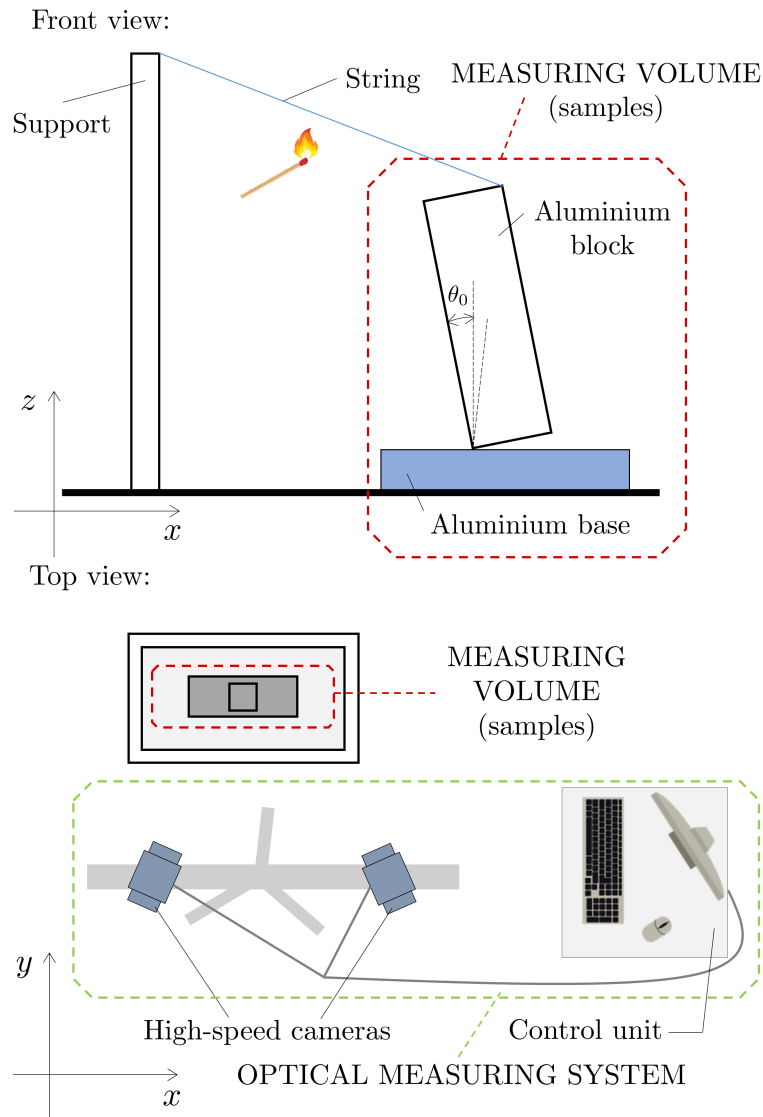 Front view:
String
MEASURING VOLUME
(samples)
Support
Aluminium
block
θ0
z
Aluminium base
x
Top view:
MEASURING
VOLUME
(samples)
y
High-speed cameras
Control unit
OPTICAL MEASURING SYSTEM
x